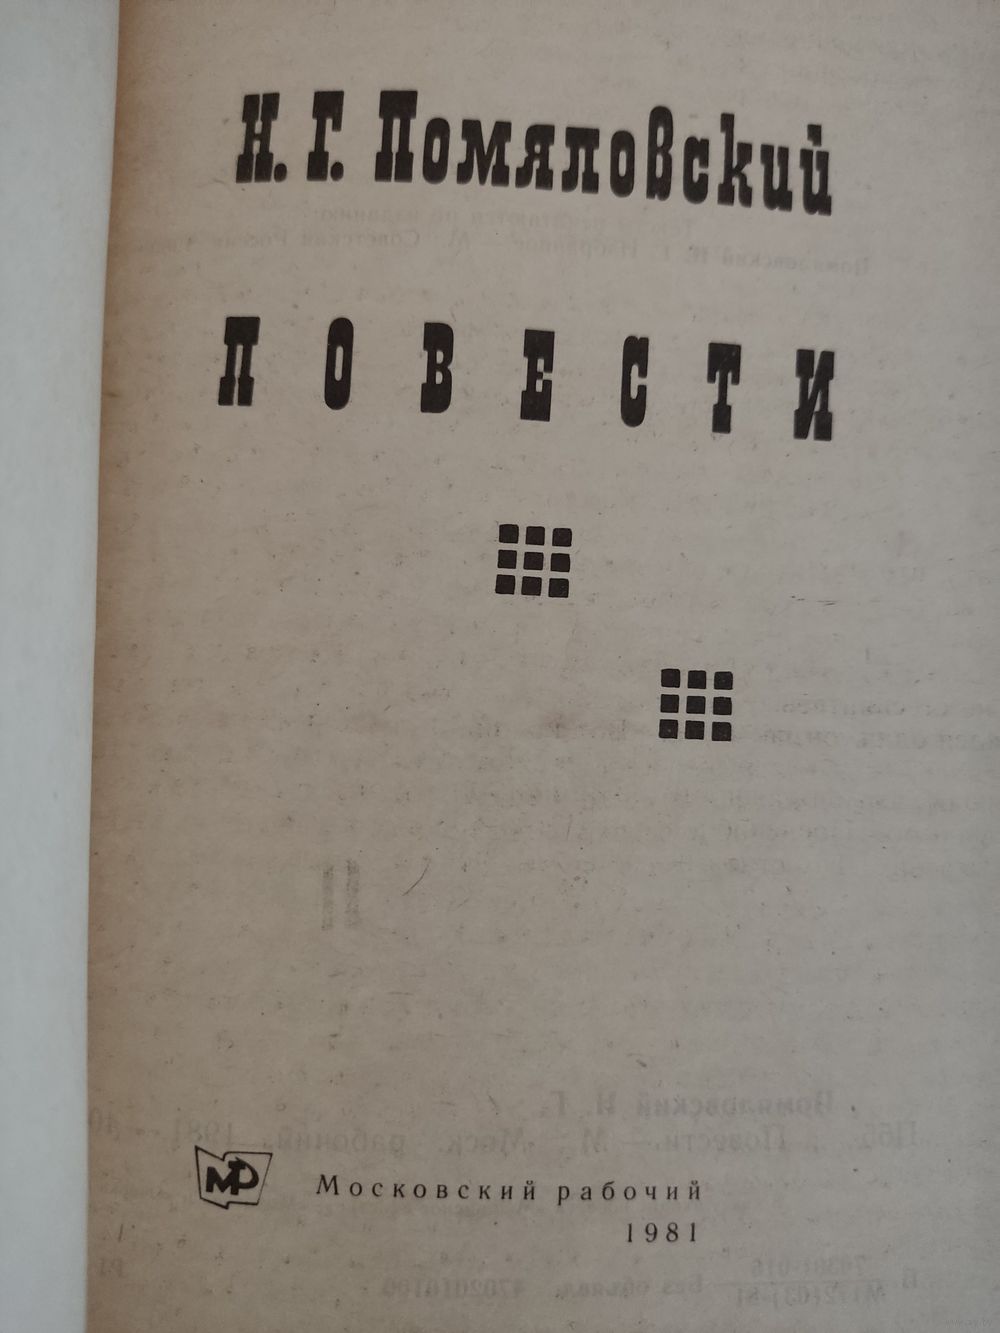 Н. Г. Помяловский
ПОВЕСТИ
МР
Московский рабочий
1981